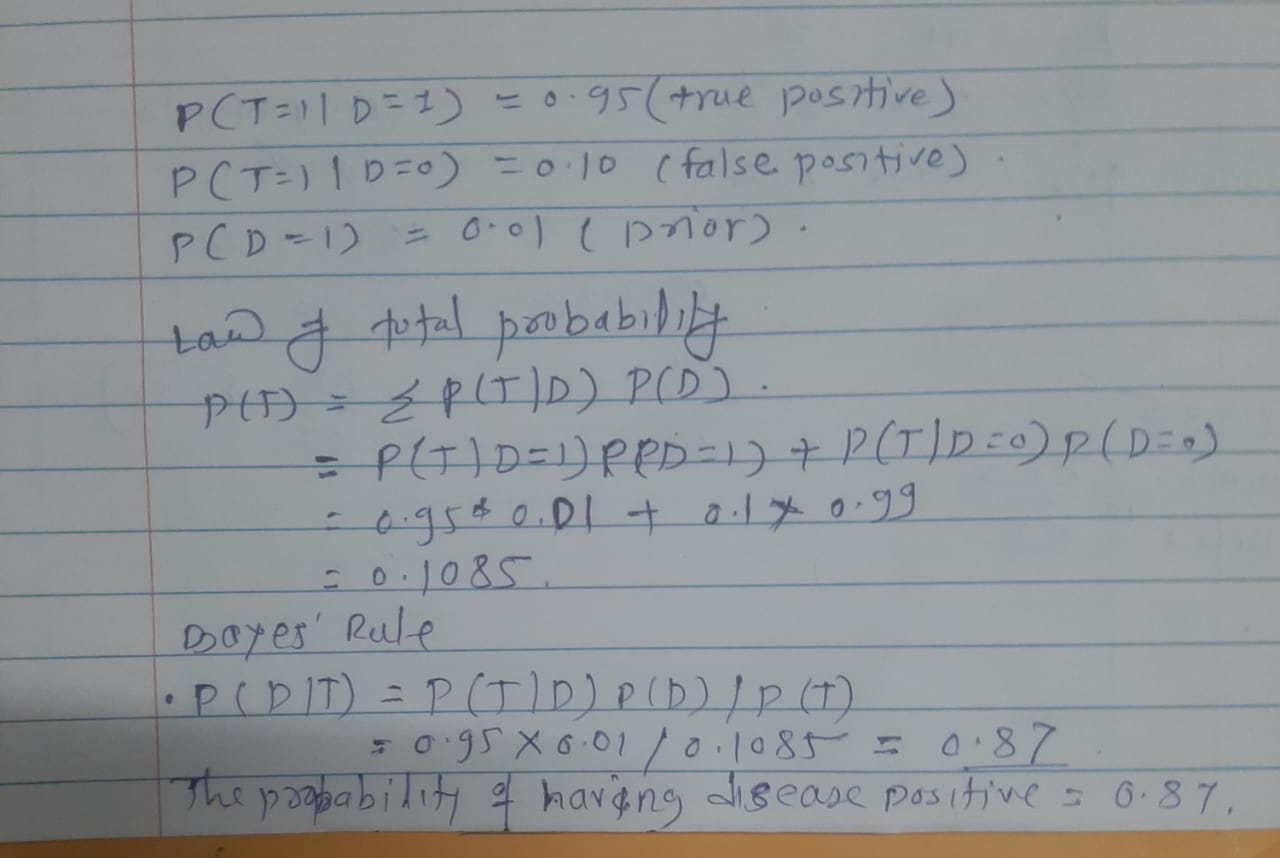 P(T=1|D=1) = 0.95(true positive)
P(T=1|D=0) = 0.10 (false positive).
P(D=1) = 0.01 (prior).
Law of total probability
P(T) = Σ P(T|D) P(D).
= P(T|D=1)P(D=1) + P(T|D=0)P(D=0)
= 0.95*0.01 + 0.1*0.99
= 0.1085.
Bayes' Rule
• P(D|T) = P(T|D) P(D) / P(T)
= 0.95 X 0.01 / 0.1085 = 0.87
The probability of having disease positive = 0.87.